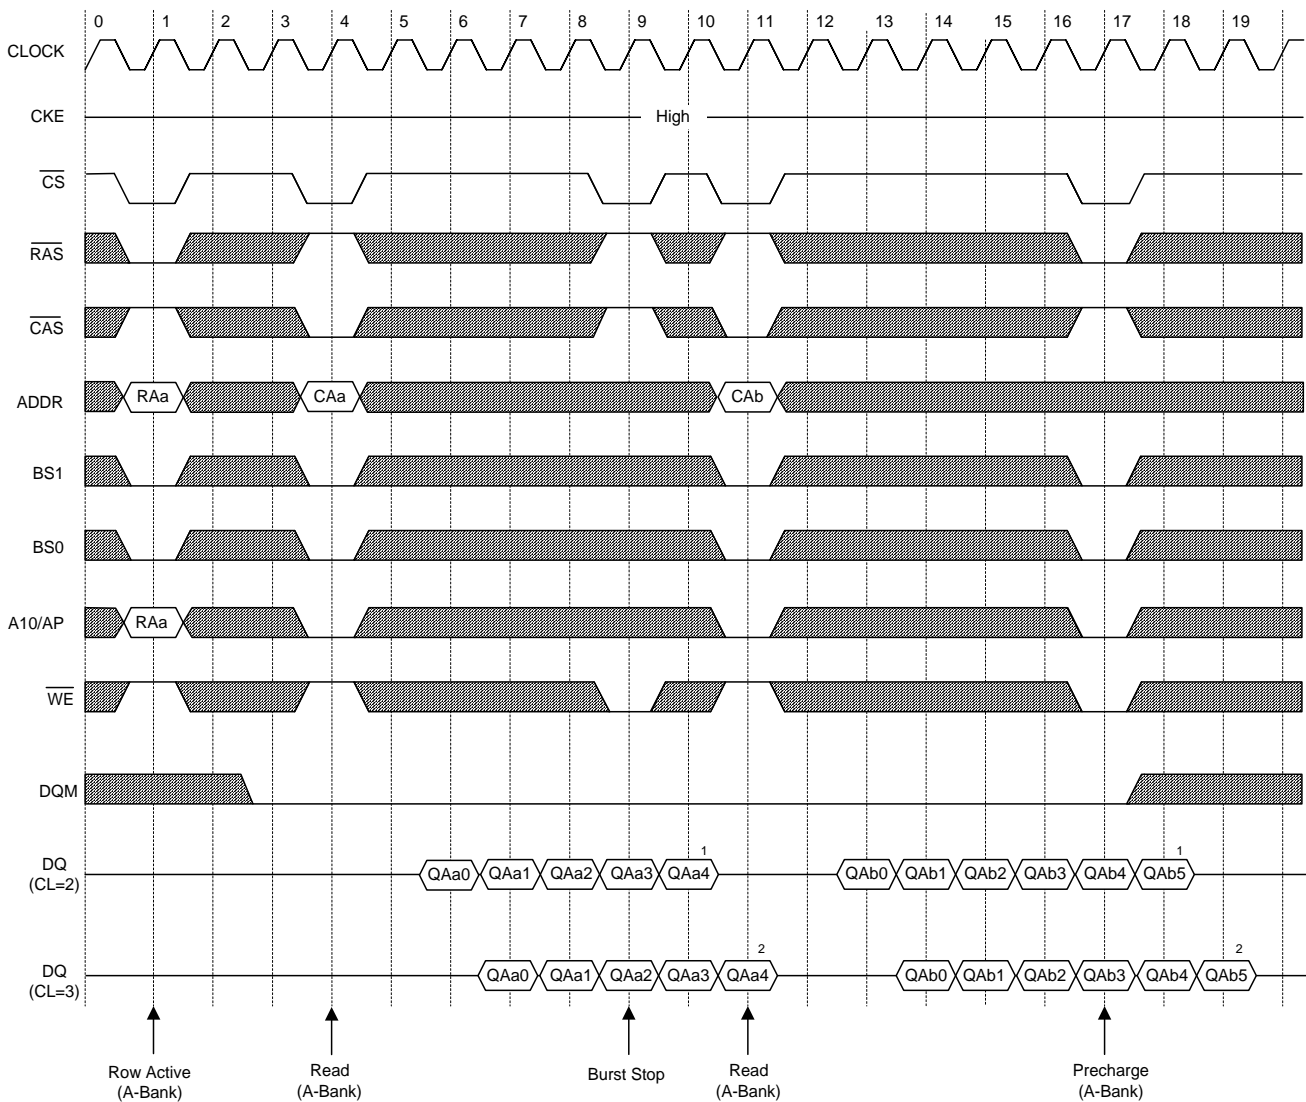 0 1 2 3 4 5 6 7 8 9 10 11 12 13 14 15 16 17 18 19
CLOCK
CKE High
CS
RAS
CAS
ADDR RAa CAa CAb
BS1
BS0
A10/AP RAa
WE
DQM
1 1
DQ
(CL=2)
QAa0 QAa1 QAa2 QAa3 QAa4 QAb0 QAb1 QAb2 QAb3 QAb4 QAb5
2 2
DQ
(CL=3)
QAa0 QAa1 QAa2 QAa3 QAa4 QAb0 QAb1 QAb2 QAb3 QAb4 QAb5
Row Active
(A-Bank)
Read
(A-Bank)
Burst Stop
Read
(A-Bank)
Precharge
(A-Bank)